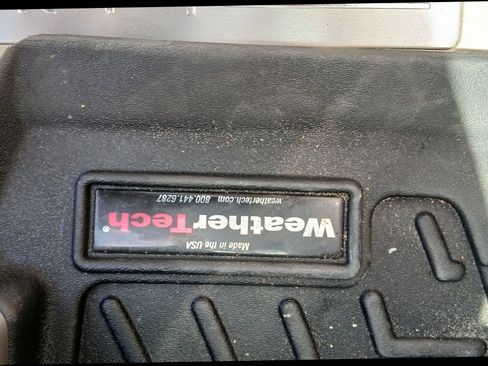 Made in the USA
WeatherTech®
weathertech.com 800.441.6287